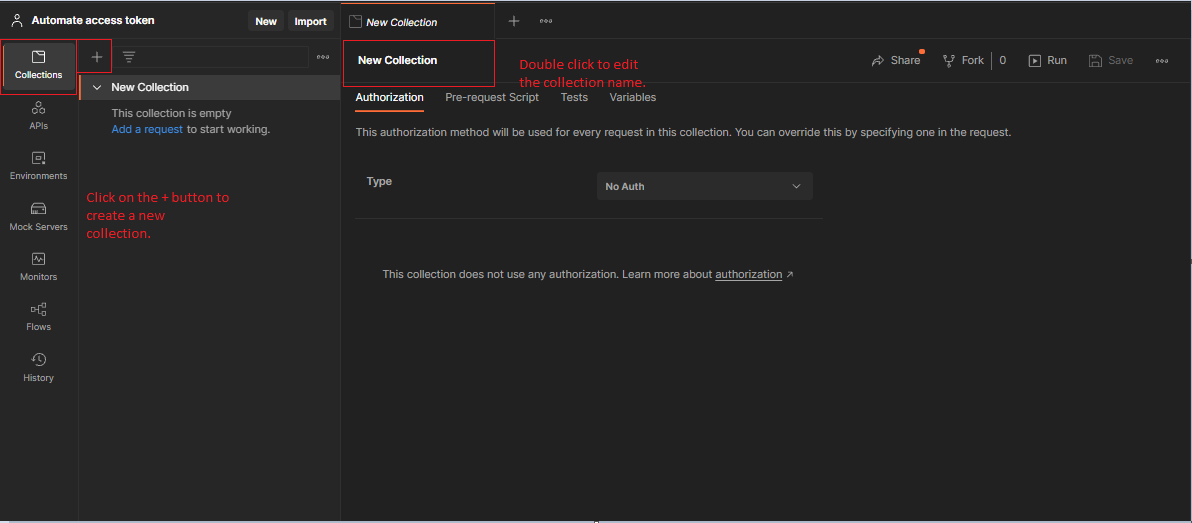 Automate access token
New
Import
New Collection
Collections
New Collection
Double click to edit
the collection name.
Share
Fork
0
Run
Save
New Collection
Authorization
Pre-request Script
Tests
Variables
This collection is empty
Add a request to start working.
APIs
This authorization method will be used for every request in this collection. You can override this by specifying one in the request.
Environments
Type
No Auth
Click on the + button to
create a new
collection.
Mock Servers
Monitors
This collection does not use any authorization. Learn more about authorization ↗
Flows
History